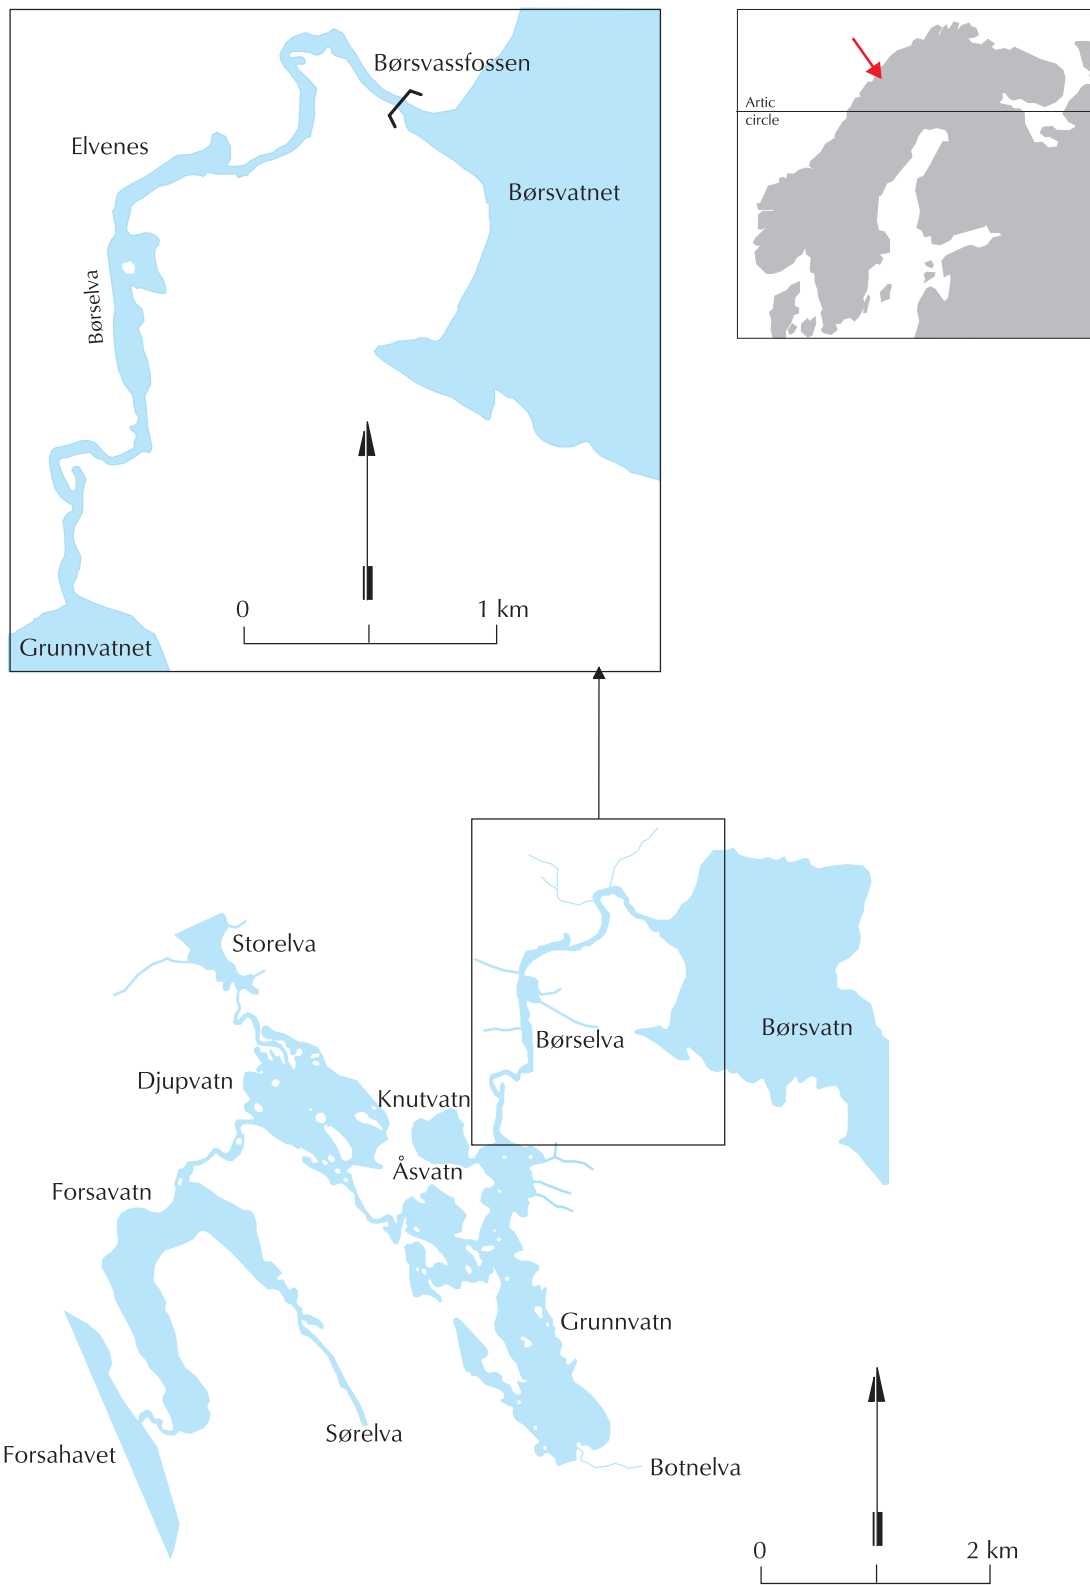 Børsvassfossen
Elvenes
Børsvatnet
Børselva
0 1 km
Grunnvatnet
Artic
circle
Storelva
Børsvatn
Børselva
Djupvatn
Knutvatn
Åsvatn
Forsavatn
Grunnvatn
Sørelva
Forsahavet
Botnelva
0 2 km